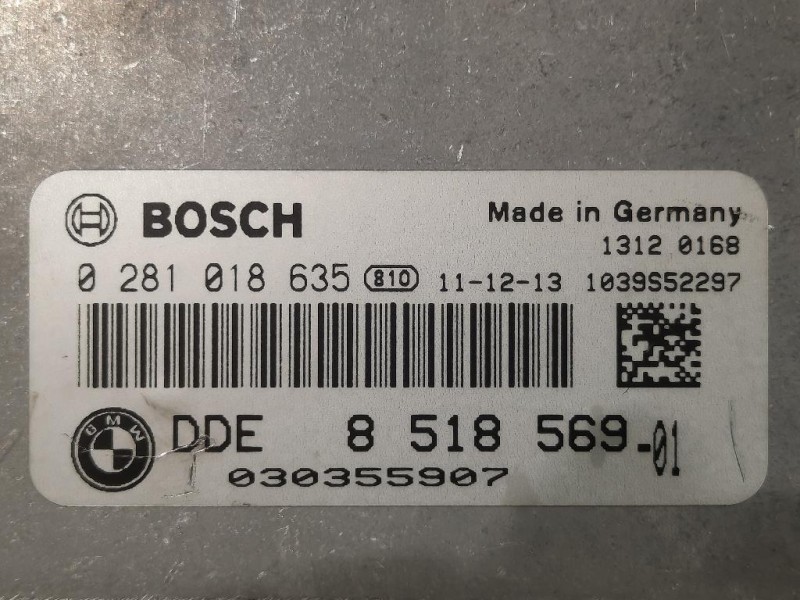 BOSCH
Made in Germany
1312 0168
0 281 018 635 810 11-12-13 1039S52297
BMW
DDE 8 518 569-01
030355907